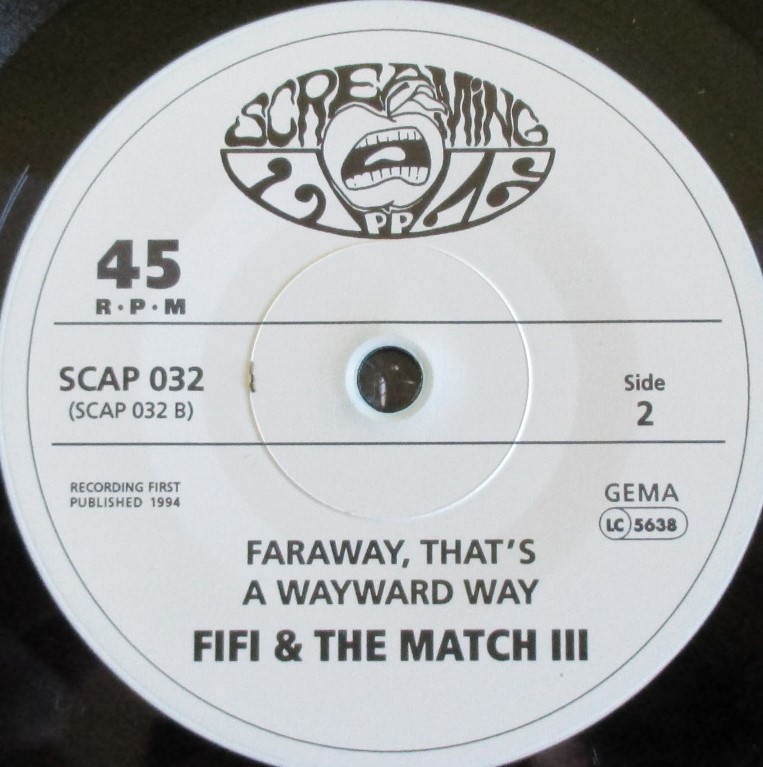 SCREAMING
APPLE
45
R·P·M
SCAP 032
(SCAP 032 B)
Side
2
RECORDING FIRST
PUBLISHED 1994
GEMA
LC 5638
FARAWAY, THAT'S
A WAYWARD WAY
FIFI & THE MATCH III